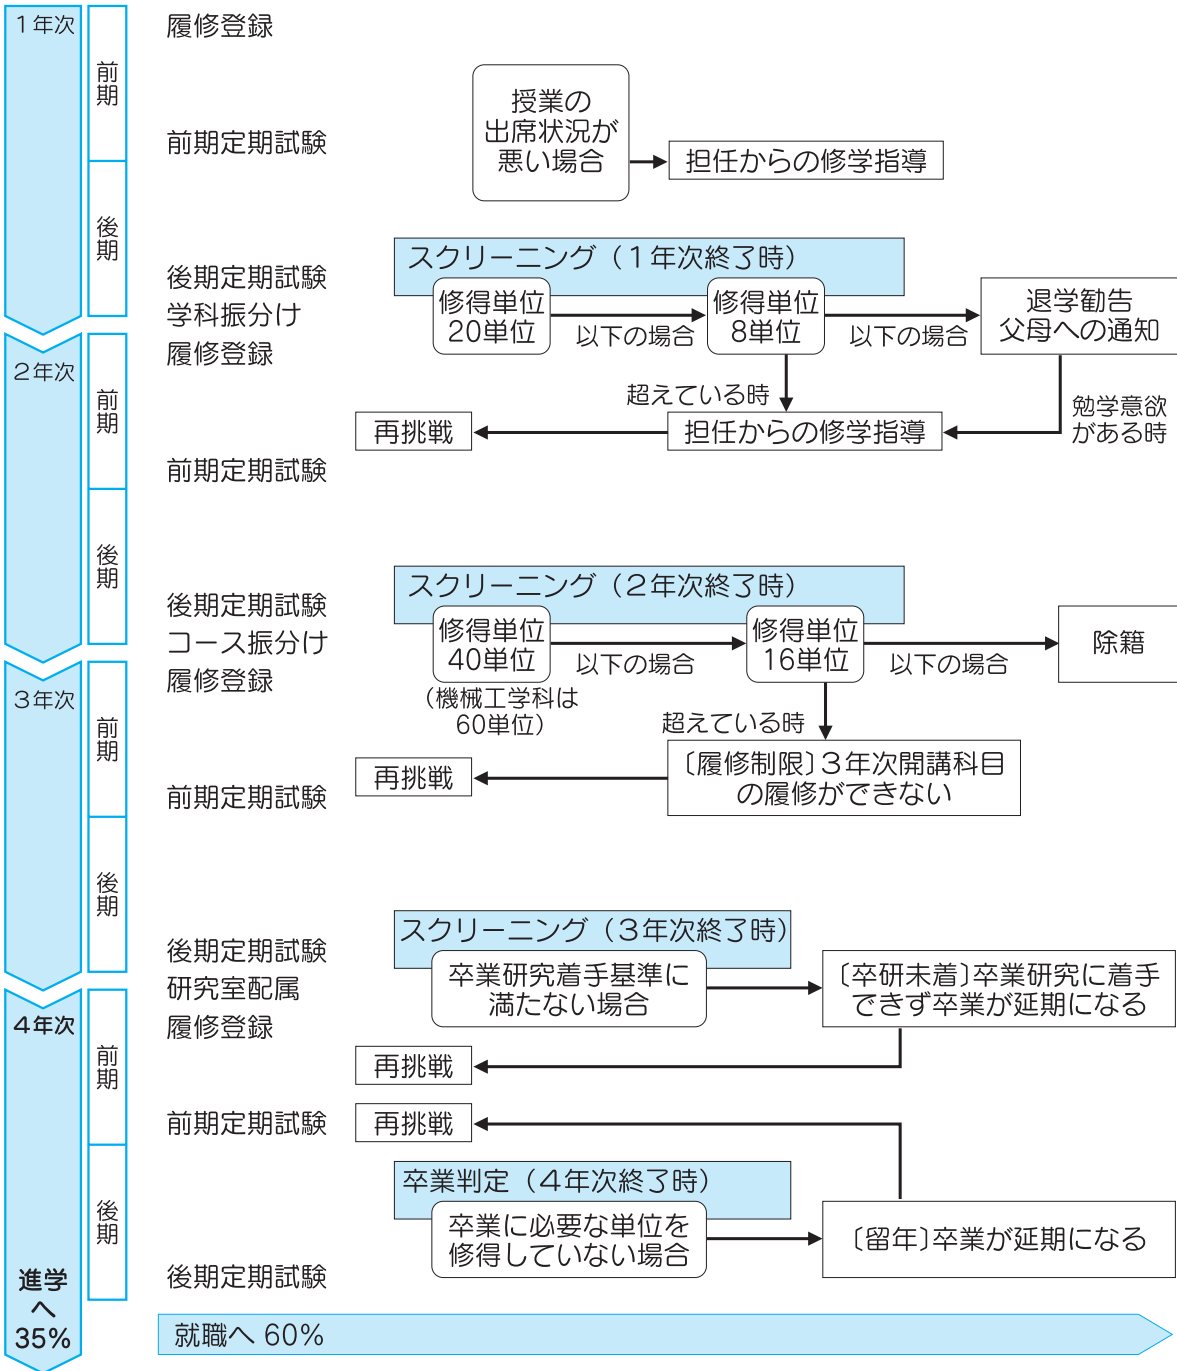 1年次
前期
履修登録
授業の
出席状況が
悪い場合
前期定期試験
担任からの修学指導
後期
スクリーニング（1年次終了時）
後期定期試験
学科振分け
修得単位
20単位
以下の場合
修得単位
8単位
以下の場合
退学勧告
父母への通知
2年次
前期
履修登録
超えている時
勉学意欲
がある時
再挑戦
担任からの修学指導
前期定期試験
後期
スクリーニング（2年次終了時）
後期定期試験
コース振分け
修得単位
40単位
以下の場合
修得単位
16単位
以下の場合
除籍
（機械工学科は
60単位）
3年次
前期
履修登録
超えている時
再挑戦
〔履修制限〕3年次開講科目
の履修ができない
前期定期試験
後期
スクリーニング（3年次終了時）
後期定期試験
研究室配属
卒業研究着手基準に
満たない場合
〔卒研未着〕卒業研究に着手
できず卒業が延期になる
4年次
前期
履修登録
再挑戦
前期定期試験
再挑戦
後期
卒業判定（4年次終了時）
卒業に必要な単位を
修得していない場合
〔留年〕卒業が延期になる
後期定期試験
進学
へ
35%
就職へ 60%